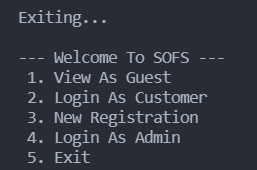 Exiting...
--- Welcome To SOFS ---
1. View As Guest
2. Login As Customer
3. New Registration
4. Login As Admin
5. Exit